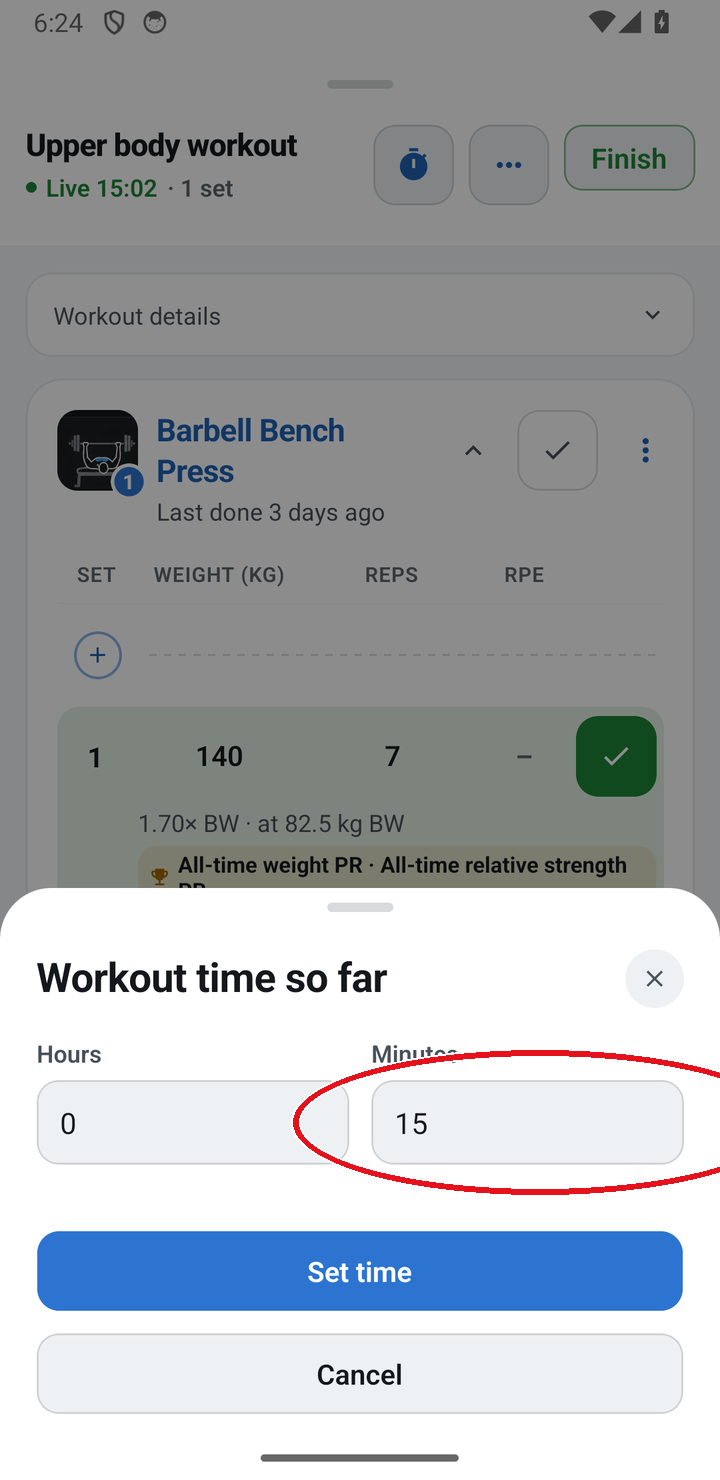 6:24
Upper body workout
Live 15:02 · 1 set
Finish
Workout details
Barbell Bench
Press
1
Last done 3 days ago
SET WEIGHT (KG) REPS RPE
1 140 7 –
1.70× BW · at 82.5 kg BW
All-time weight PR · All-time relative strength
PR
Workout time so far
Hours Minutes
0 15
Set time
Cancel